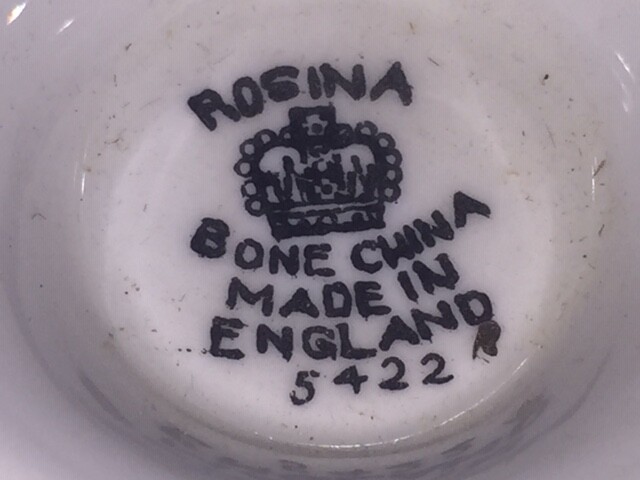 ROSINA
BONE CHINA
MADE IN
ENGLAND
5422